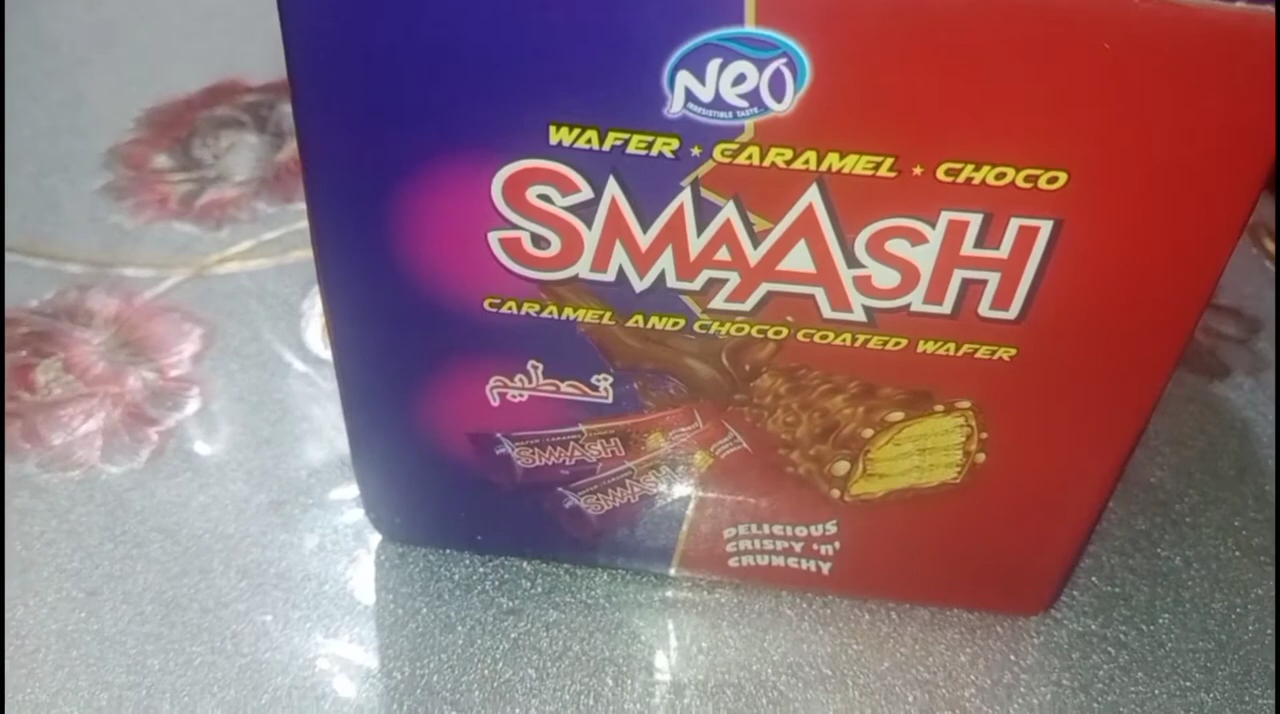 Neo
IRRESISTIBLE TASTE...
WAFER ★ CARAMEL ★ CHOCO
SMAASH
CARAMEL AND CHOCO COATED WAFER
تحطيم
SMAASH
SMAASH
DELICIOUS
CRISPY 'n'
CRUNCHY